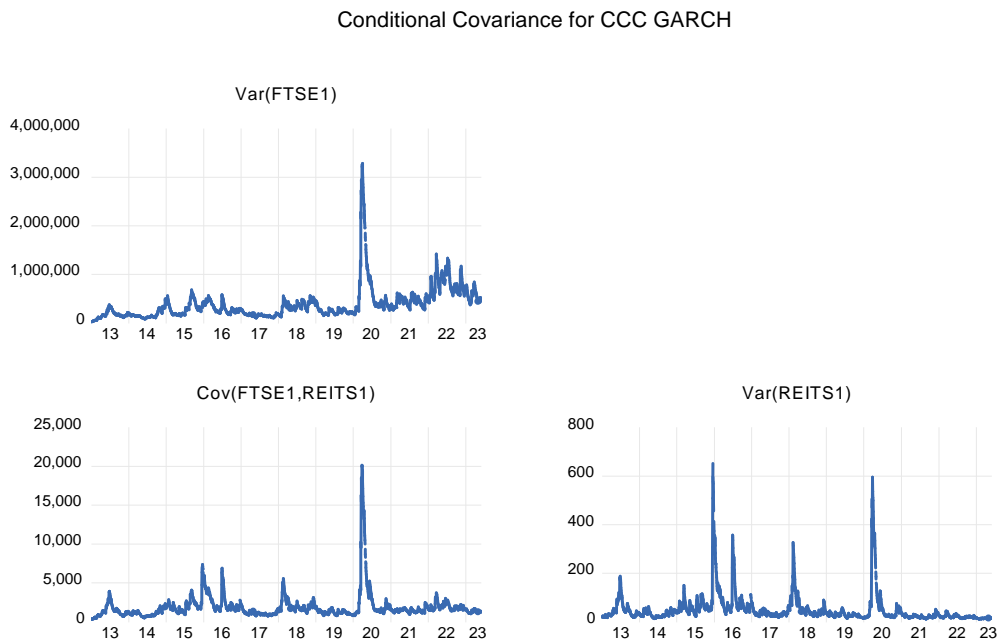 Conditional Covariance for CCC GARCH
Var(FTSE1)
4,000,000
3,000,000
2,000,000
1,000,000
0
13 14 15 16 17 18 19 20 21 22 23
Cov(FTSE1,REITS1)
25,000
20,000
15,000
10,000
5,000
0
13 14 15 16 17 18 19 20 21 22 23
Var(REITS1)
800
600
400
200
0
13 14 15 16 17 18 19 20 21 22 23